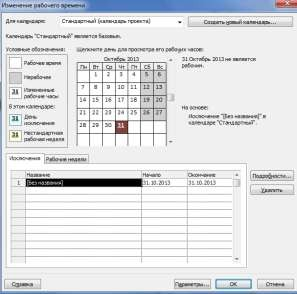 Изменение рабочего времени
Для календаря: Стандартный (календарь проекта) Создать новый календарь...
Календарь "Стандартный" является базовым.
Условные обозначения: Щелкните день для просмотра его рабочих часов:
Рабочее время
Нерабочее
31 Измененные рабочие часы
В этом календаре:
31 День исключения
31 Нестандартная рабочая неделя
Октябрь 2013
Пн Вт Ср Чт Пт Сб Вс
1 2 3 4 5 6
7 8 9 10 11 12 13
14 15 16 17 18 19 20
21 22 23 24 25 26 27
28 29 30 31
31 Октябрь 2013 не является рабочим.
На основе:
Исключение "[Без названия]" в календаре "Стандартный".
Исключения Рабочие недели
Название Начало Окончание
1 [Без названия] 31.10.2013 31.10.2013
Подробности...
Удалить
Справка Параметры... ОК Отмена